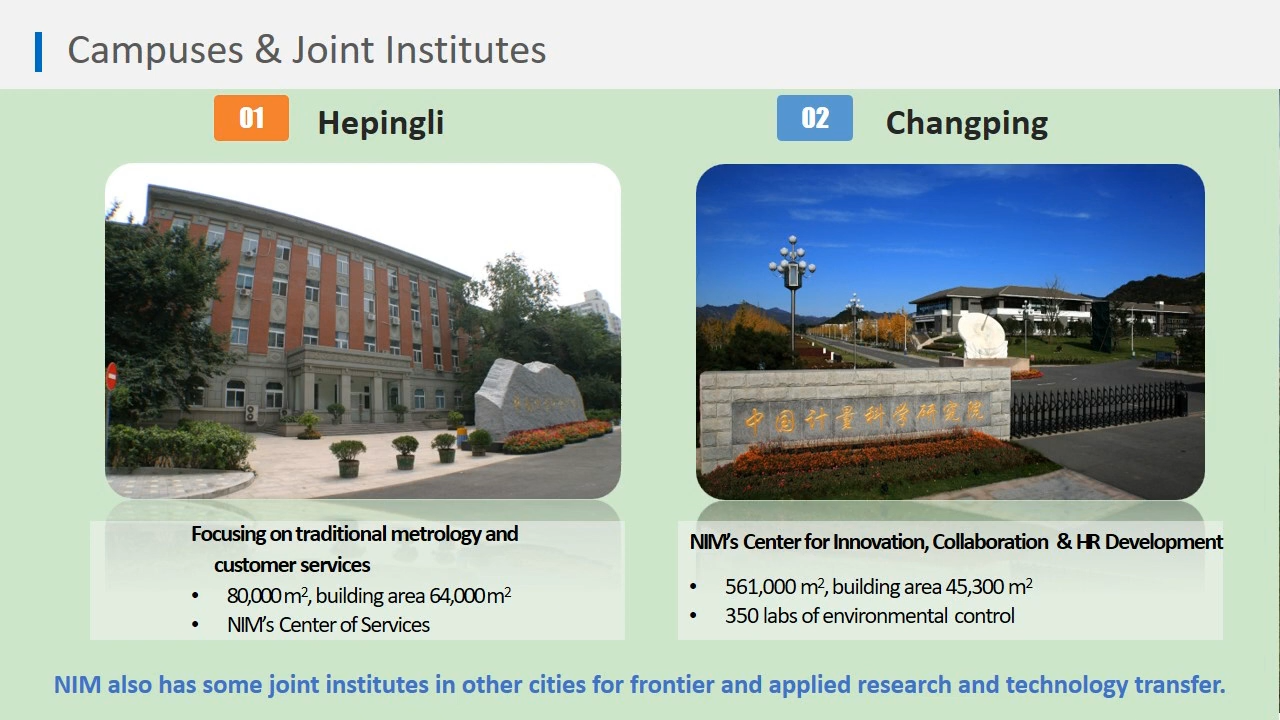 Campuses & Joint Institutes
01
Hepingli
02
Changping
中国计量科学研究院
Focusing on traditional metrology and
customer services
• 80,000 m², building area 64,000 m²
• NIM's Center of Services
NIM's Center for Innovation, Collaboration & HR Development
• 561,000 m², building area 45,300 m²
• 350 labs of environmental control
NIM also has some joint institutes in other cities for frontier and applied research and technology transfer.